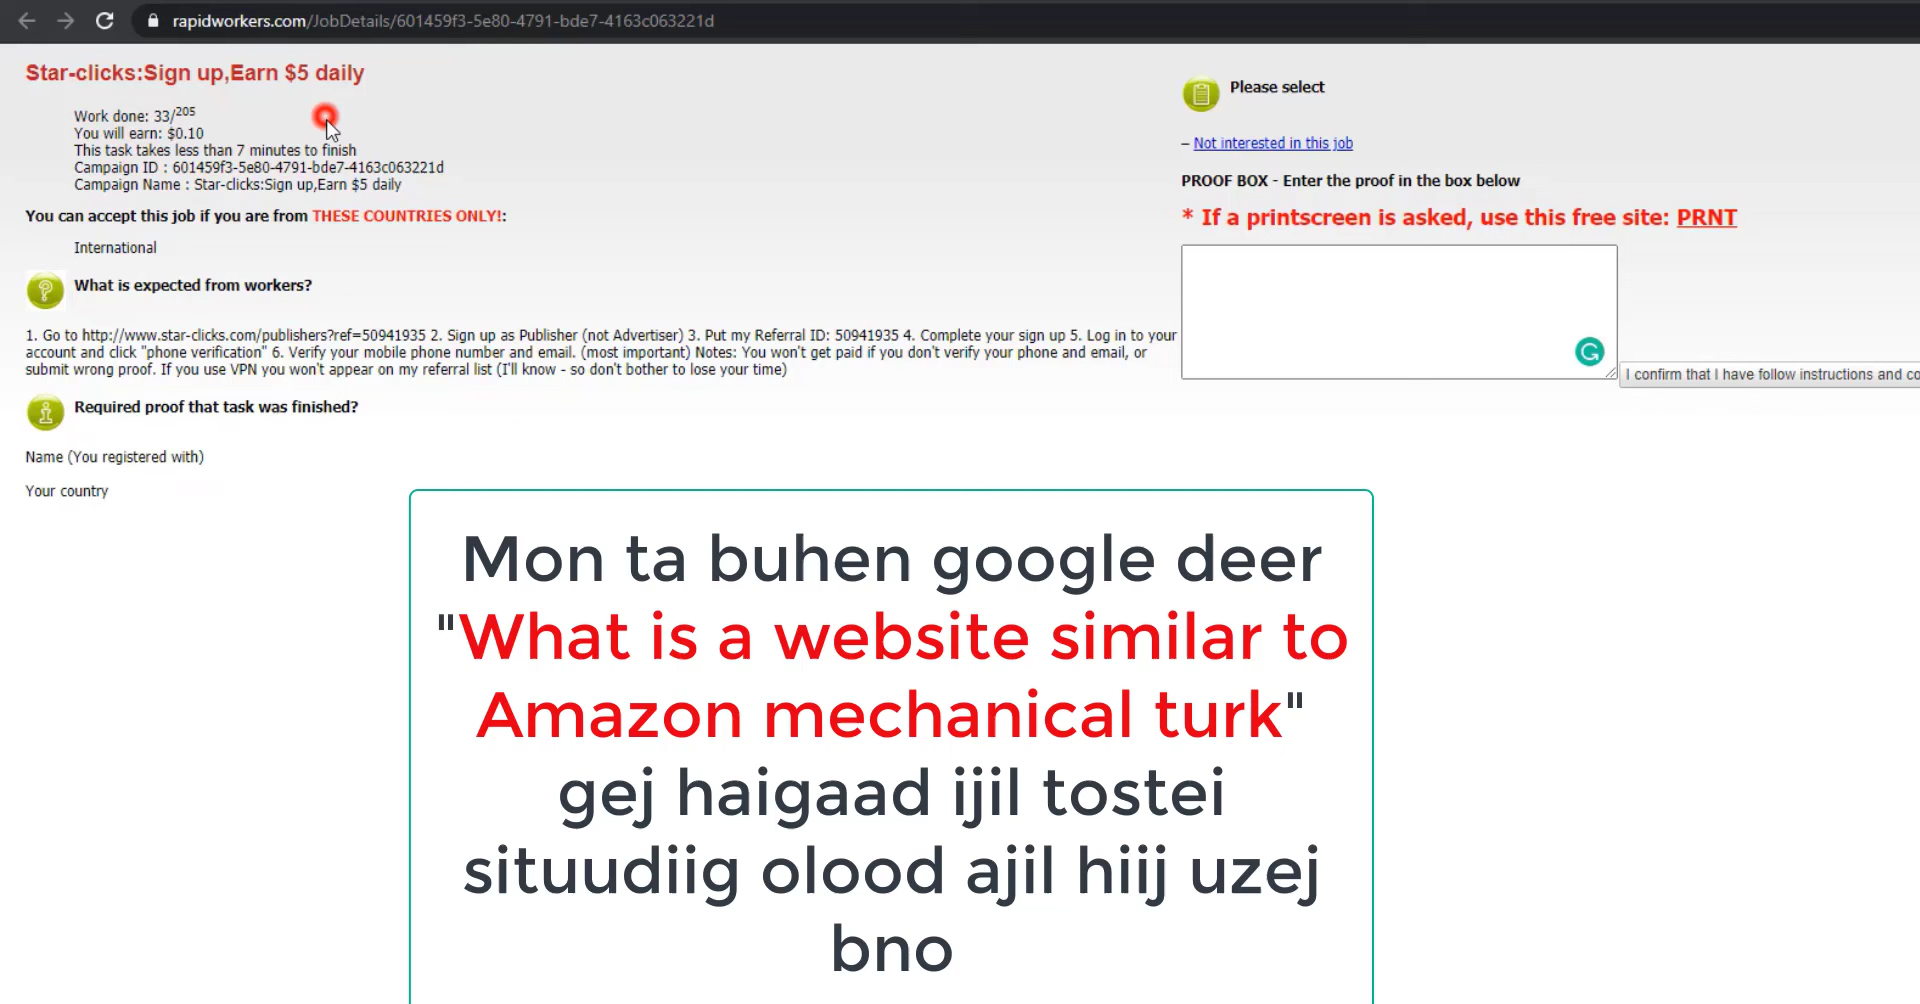 rapidworkers.com/JobDetails/601459f3-5e80-4791-bde7-4163c063221d
Star-clicks:Sign up,Earn $5 daily
Work done: 33/205
You will earn: $0.10
This task takes less than 7 minutes to finish
Campaign ID : 601459f3-5e80-4791-bde7-4163c063221d
Campaign Name : Star-clicks:Sign up,Earn $5 daily
You can accept this job if you are from THESE COUNTRIES ONLY!:
International
What is expected from workers?
1. Go to http://www.star-clicks.com/publishers?ref=50941935 2. Sign up as Publisher (not Advertiser) 3. Put my Referral ID: 50941935 4. Complete your sign up 5. Log in to your
account and click "phone verification" 6. Verify your mobile phone number and email. (most important) Notes: You won't get paid if you don't verify your phone and email, or
submit wrong proof. If you use VPN you won't appear on my referral list (I'll know - so don't bother to lose your time)
Required proof that task was finished?
Name (You registered with)
Your country
Please select
– Not interested in this job
PROOF BOX - Enter the proof in the box below
* If a printscreen is asked, use this free site: PRNT
I confirm that I have follow instructions and co
Mon ta buhen google deer
"What is a website similar to
Amazon mechanical turk"
gej haigaad ijil tostei
situudiig olood ajil hiij uzej
bno